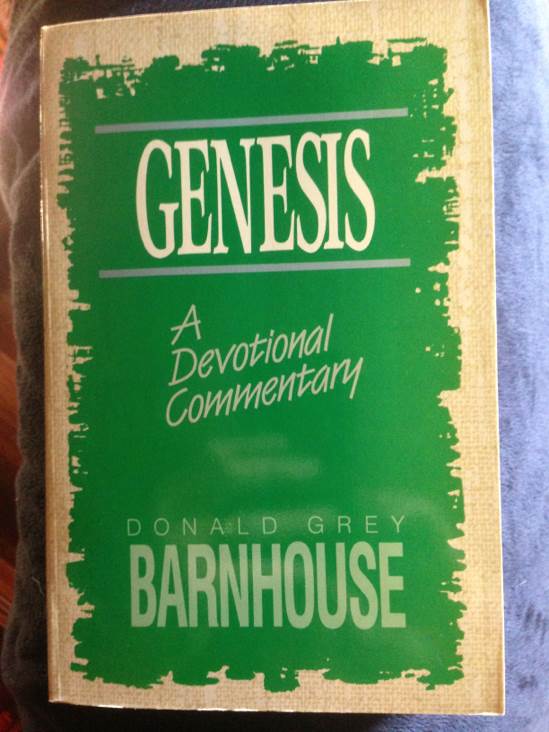 GENESIS
A
Devotional
Commentary
DONALD GREY
BARNHOUSE